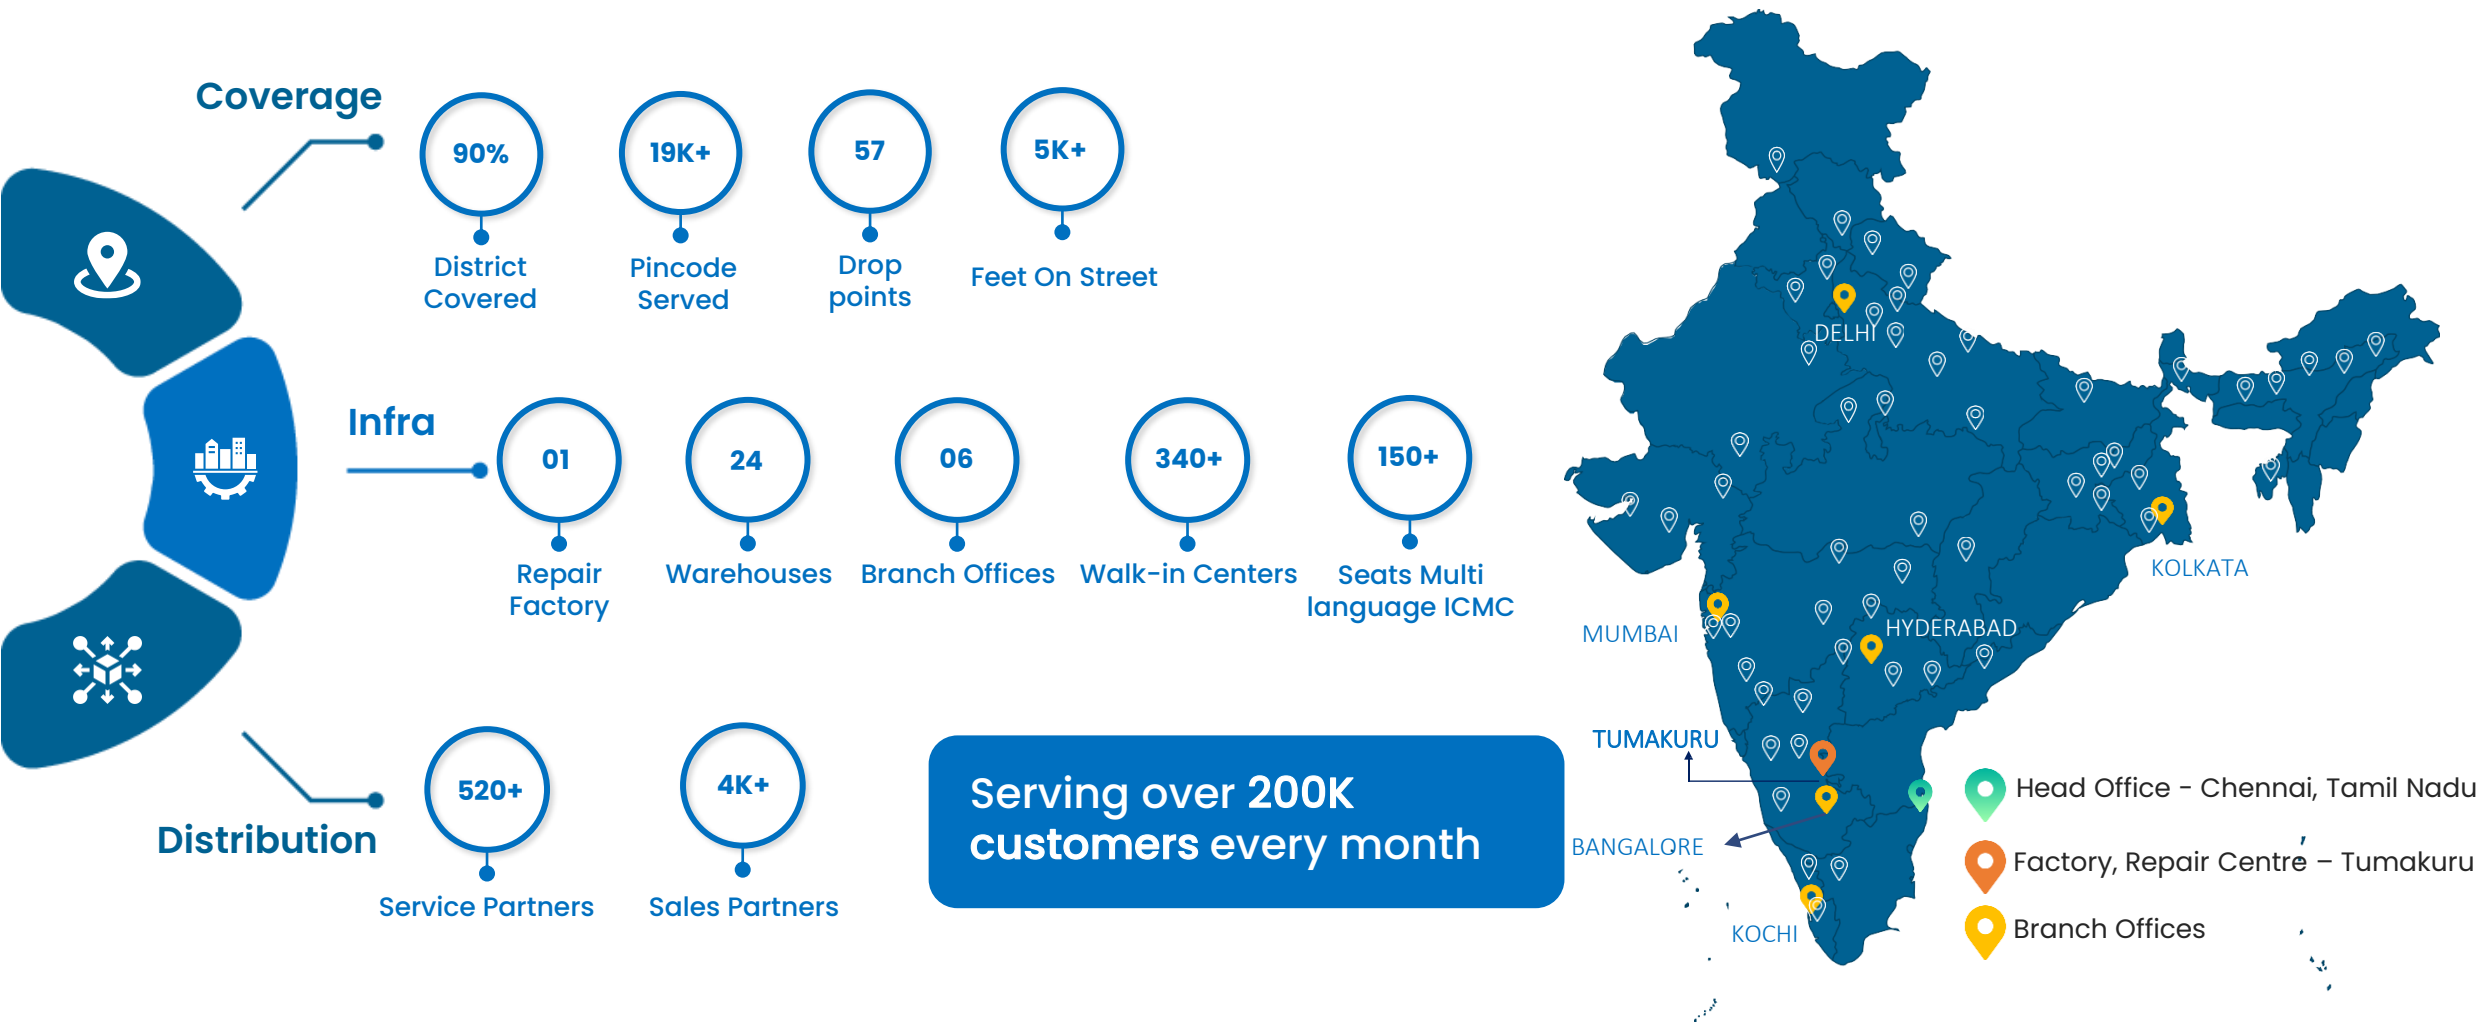 Coverage
90%
19K+
57
5K+
District
Covered
Pincode
Served
Drop
points
Feet On Street
Infra
01
24
06
340+
150+
Repair
Factory
Warehouses
Branch Offices
Walk-in Centers
Seats Multi
language ICMC
Distribution
520+
4K+
Service Partners
Sales Partners
Serving over 200K
customers every month
DELHI
KOLKATA
MUMBAI
HYDERABAD
TUMAKURU
BANGALORE
KOCHI
Head Office - Chennai, Tamil Nadu
Factory, Repair Centre – Tumakuru
Branch Offices